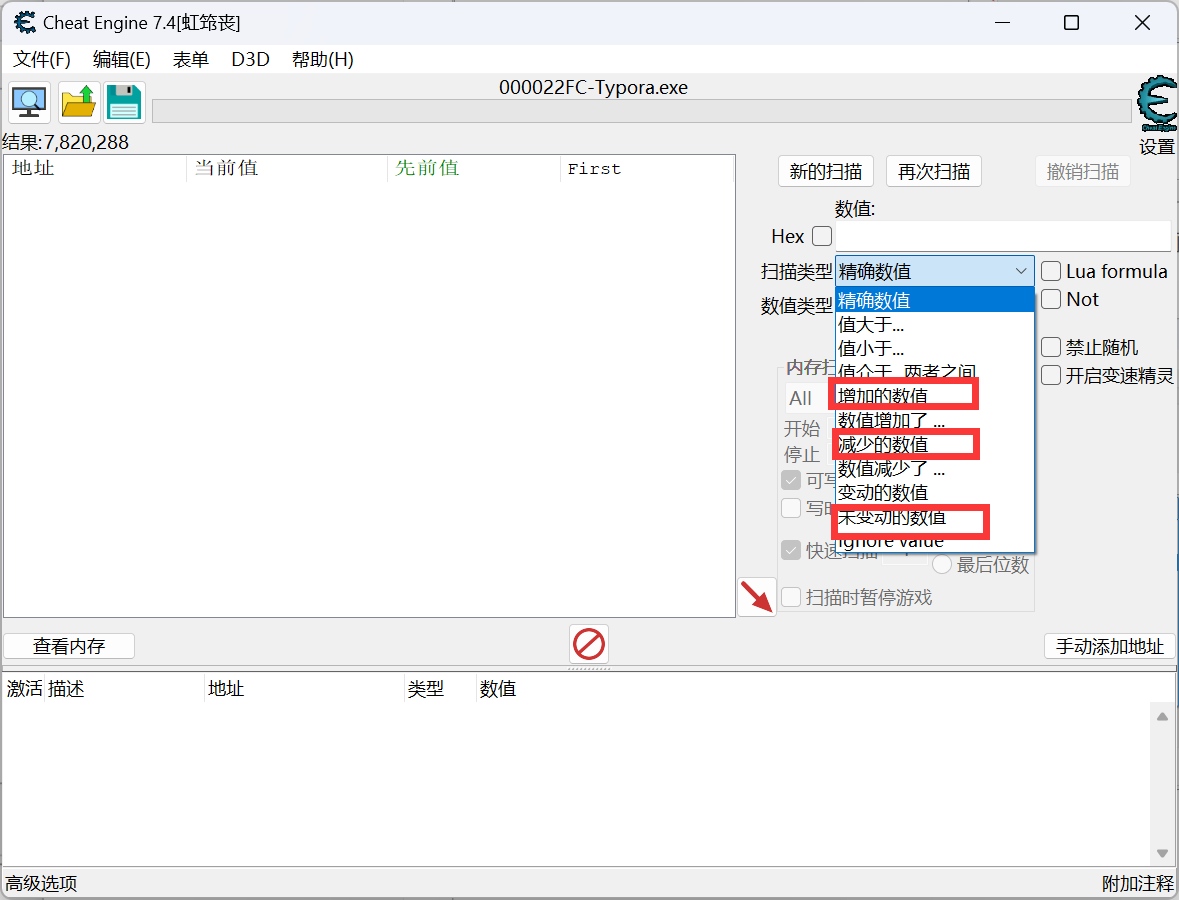 Cheat Engine 7.4[虹筇丧]
文件(F) 编辑(E) 表单 D3D 帮助(H)
000022FC-Typora.exe
Cheat Engine
设置
结果:7,820,288
地址 当前值 先前值 First
新的扫描 再次扫描 撤销扫描
数值:
Hex
扫描类型 精确数值 Lua formula
数值类型
精确数值
Not
值大于...
值小于...
禁止随机
值介于...两者之间
内存扫
开启变速精灵
增加的数值
All
数值增加了 ...
开始
减少的数值
停止
数值减少了 ...
可写
变动的数值
写时
未变动的数值
Ignore value
快速扫描
最后位数
扫描时暂停游戏
查看内存 手动添加地址
激活 描述 地址 类型 数值
高级选项 附加注释